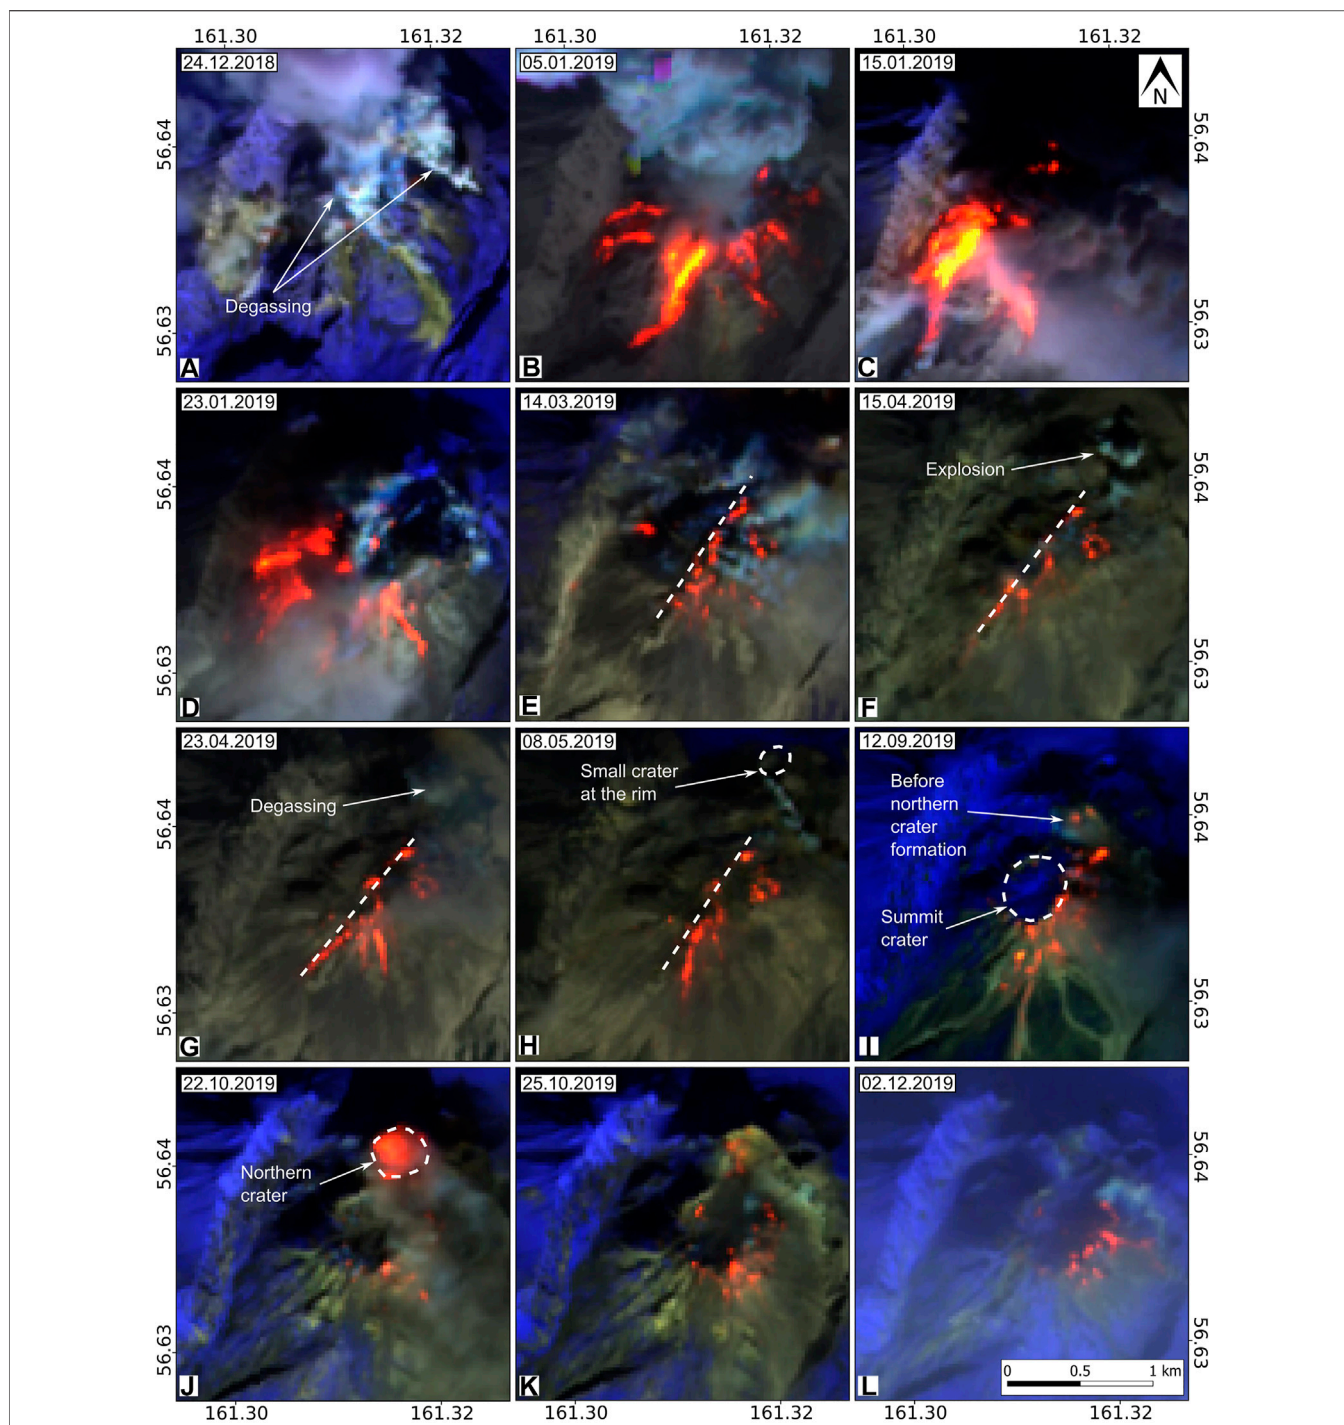 161.30 161.32 161.30 161.32 161.30 161.32
24.12.2018
05.01.2019
15.01.2019
N
56.64
56.64
Degassing
56.63
56.63
A
B
C
23.01.2019
14.03.2019
15.04.2019
Explosion
56.64
56.64
56.63
56.63
D
E
F
23.04.2019
08.05.2019
12.09.2019
Degassing
Small crater
at the rim
Before
northern
crater
formation
56.64
56.64
Summit
crater
56.63
56.63
G
H
I
22.10.2019
25.10.2019
02.12.2019
Northern
crater
56.64
56.64
56.63
56.63
0 0.5 1 km
J
K
L
161.30 161.32 161.30 161.32 161.30 161.32